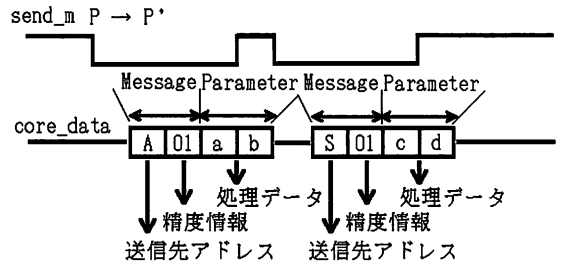 send_m P → P'
Message Parameter Message Parameter
core_data A 01 a b S 01 c d
処理データ 処理データ
精度情報 精度情報
送信先アドレス 送信先アドレス